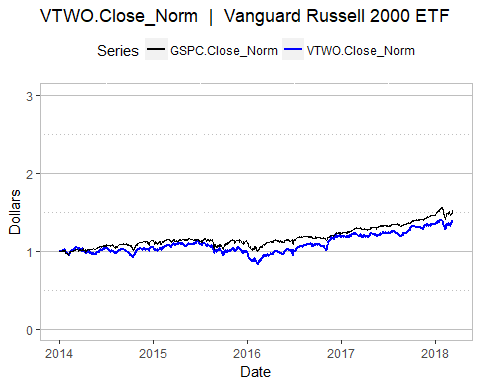 VTWO.Close_Norm | Vanguard Russell 2000 ETF
Series GSPC.Close_Norm VTWO.Close_Norm
3
2
1
0
Dollars
2014 2015 2016 2017 2018
Date